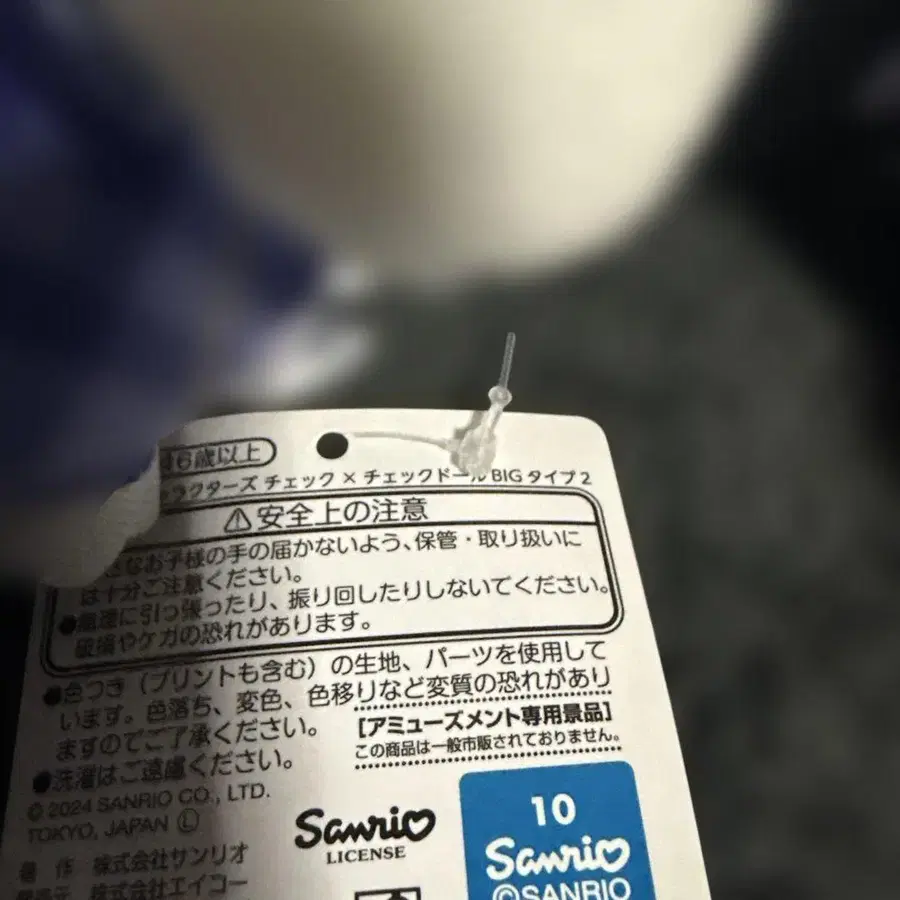 6歳以上
ラクターズ チェック×チェックドール BIG タイプ2
⚠安全上の注意
さなお子様の手の届かないよう、保管・取り扱いに
は十分ご注意ください。
●無理に引っ張ったり、振り回したりしないでください。
破損やケガの恐れがあります。
●色つき（プリントも含む）の生地、パーツを使用して
います。色落ち、変色、色移りなど変質の恐れがあり
ますのでご了承ください。
●洗濯はご遠慮ください。
[アミューズメント専用景品]
この商品は一般市販されておりません。
© 2024 SANRIO CO., LTD.
TOKYO, JAPAN Ⓛ
著 作 株式会社サンリオ
株式会社エイコー
Sanrio
LICENSE
10
Sanrio
©SANRIO